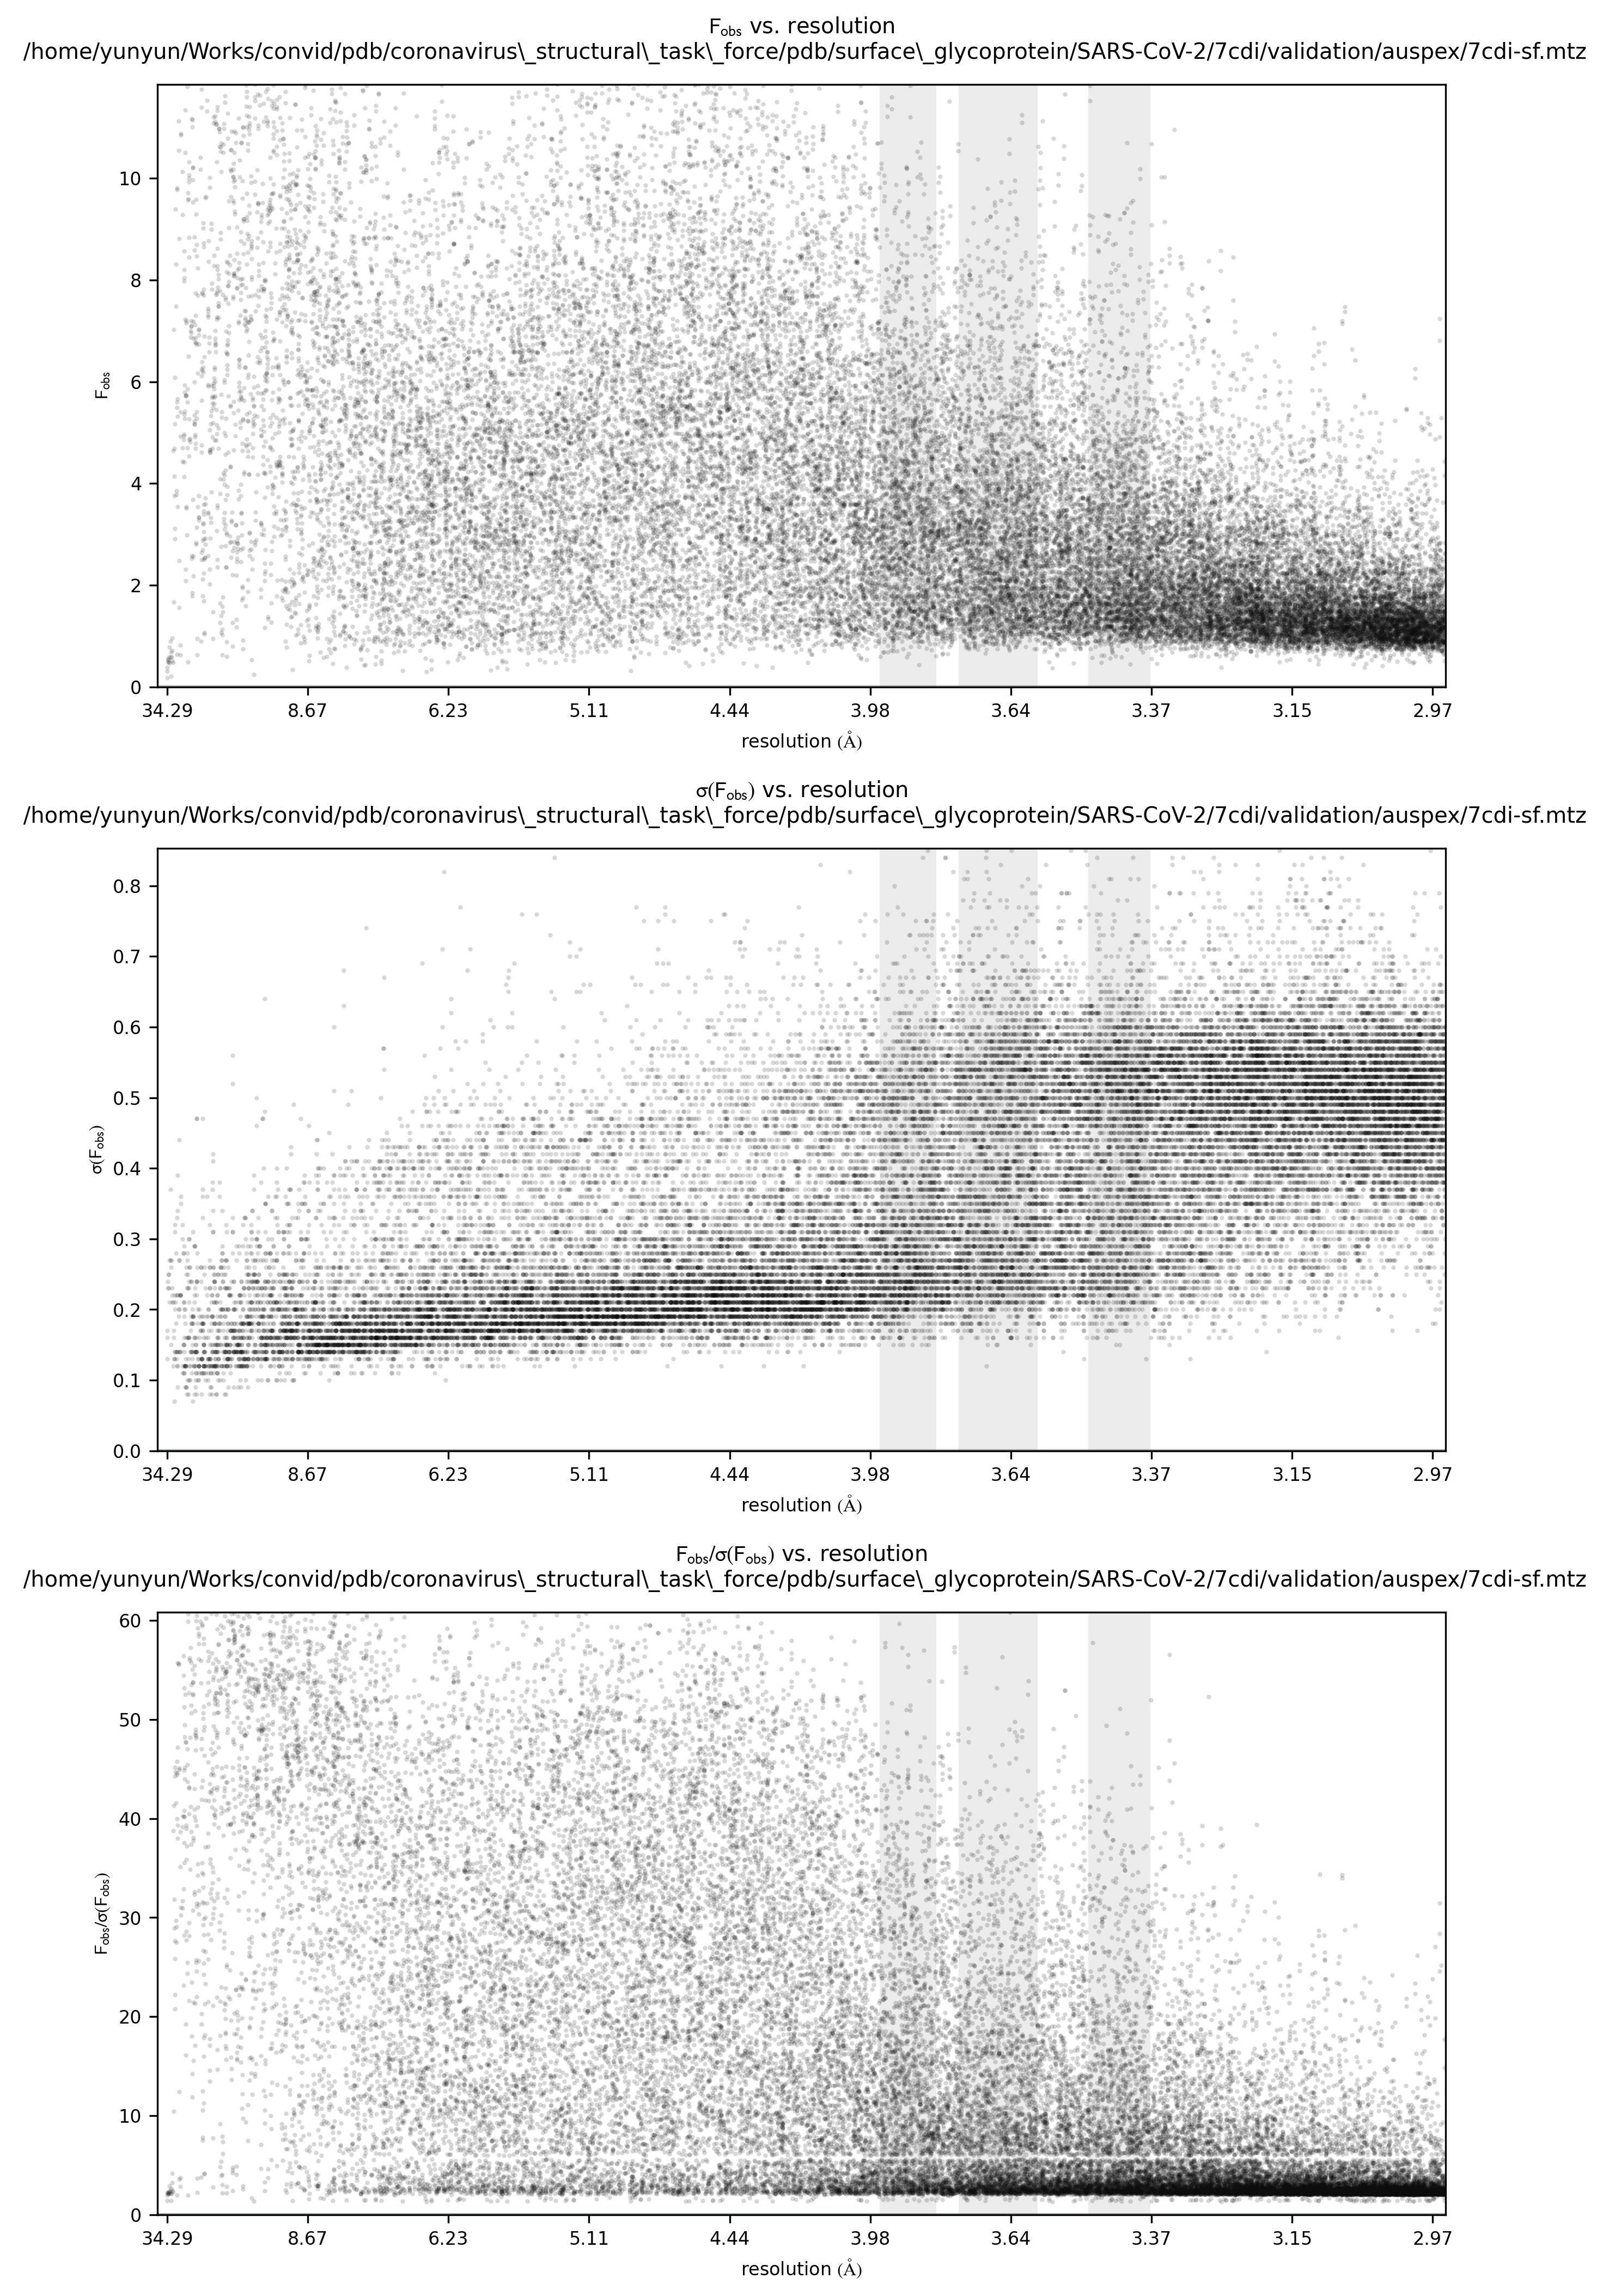 Fobs vs. resolution
/home/yunyun/Works/convid/pdb/coronavirus\_structural\_task\_force/pdb/surface\_glycoprotein/SARS-CoV-2/7cdi/validation/auspex/7cdi-sf.mtz
10
8
6
4
2
0
Fobs
34.29 8.67 6.23 5.11 4.44 3.98 3.64 3.37 3.15 2.97
resolution (Å)
σ(Fobs) vs. resolution
/home/yunyun/Works/convid/pdb/coronavirus\_structural\_task\_force/pdb/surface\_glycoprotein/SARS-CoV-2/7cdi/validation/auspex/7cdi-sf.mtz
0.8
0.7
0.6
0.5
0.4
0.3
0.2
0.1
0.0
σ(Fobs)
34.29 8.67 6.23 5.11 4.44 3.98 3.64 3.37 3.15 2.97
resolution (Å)
Fobs/σ(Fobs) vs. resolution
/home/yunyun/Works/convid/pdb/coronavirus\_structural\_task\_force/pdb/surface\_glycoprotein/SARS-CoV-2/7cdi/validation/auspex/7cdi-sf.mtz
60
50
40
30
20
10
0
Fobs/σ(Fobs)
34.29 8.67 6.23 5.11 4.44 3.98 3.64 3.37 3.15 2.97
resolution (Å)